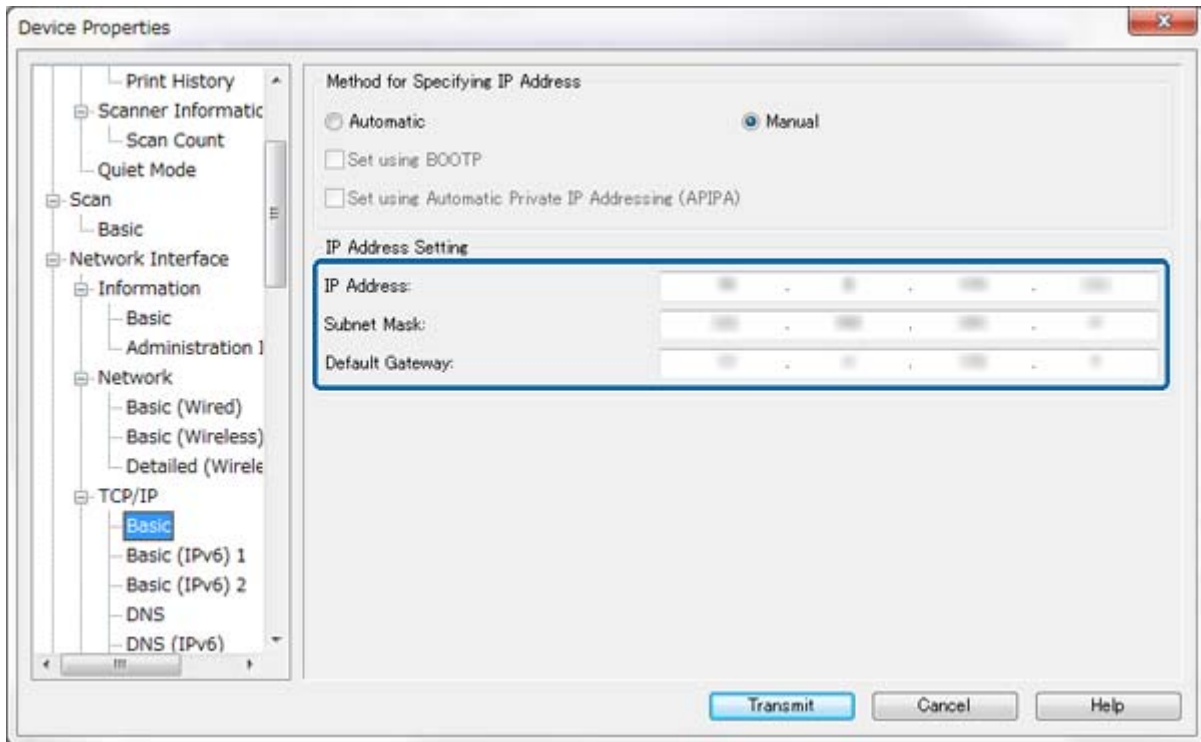 Device Properties
Print History
Scanner Informatic
Scan Count
Quiet Mode
Scan
Basic
Network Interface
Information
Basic
Administration I
Network
Basic (Wired)
Basic (Wireless)
Detailed (Wirele
TCP/IP
Basic
Basic (IPv6) 1
Basic (IPv6) 2
DNS
DNS (IPv6)
Method for Specifying IP Address
Automatic
Manual
Set using BOOTP
Set using Automatic Private IP Addressing (APIPA)
IP Address Setting
IP Address:
Subnet Mask:
Default Gateway:
Transmit
Cancel
Help